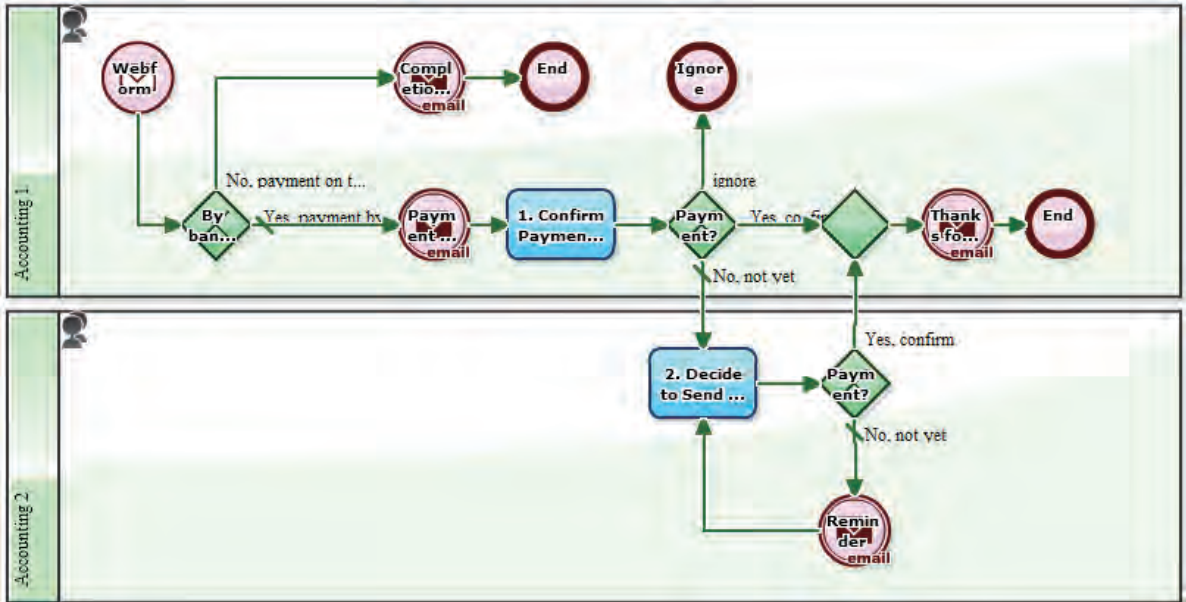 Accounting 1
Webf
orm
Compl
etio...
email
End
Ignor
e
No, payment on t...
ignore
By
ban...
Yes, payment by
Paym
ent ...
email
1. Confirm
Paymen...
Paym
ent?
Yes, confi
Thank
s fo...
email
End
No, not yet
Accounting 2
Yes, confirm
2. Decide
to Send ...
Paym
ent?
No, not yet
Remin
der
email